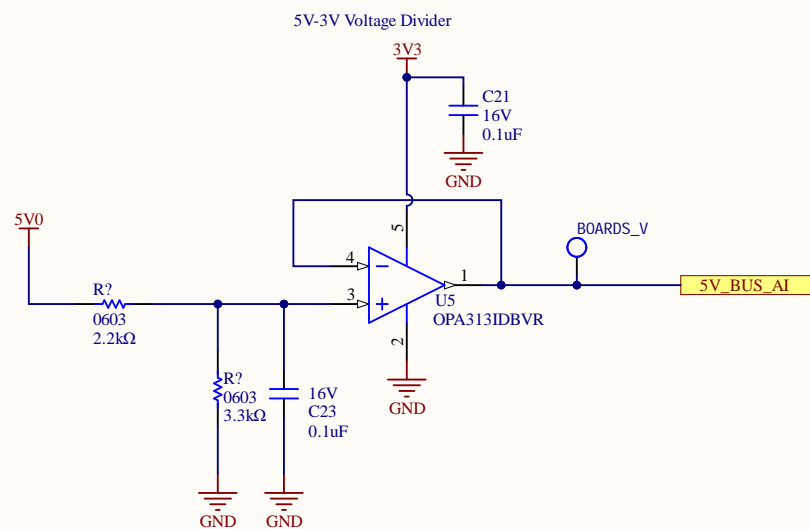 5V-3V Voltage Divider
3V3
C21
16V
0.1uF
GND
5V0
BOARDS_V
5
4
1
5V_BUS_AI
3
U5
OPA313IDBVR
R?
0603
2.2kΩ
2
R?
0603
3.3kΩ
16V
C23
0.1uF
GND
GND
GND